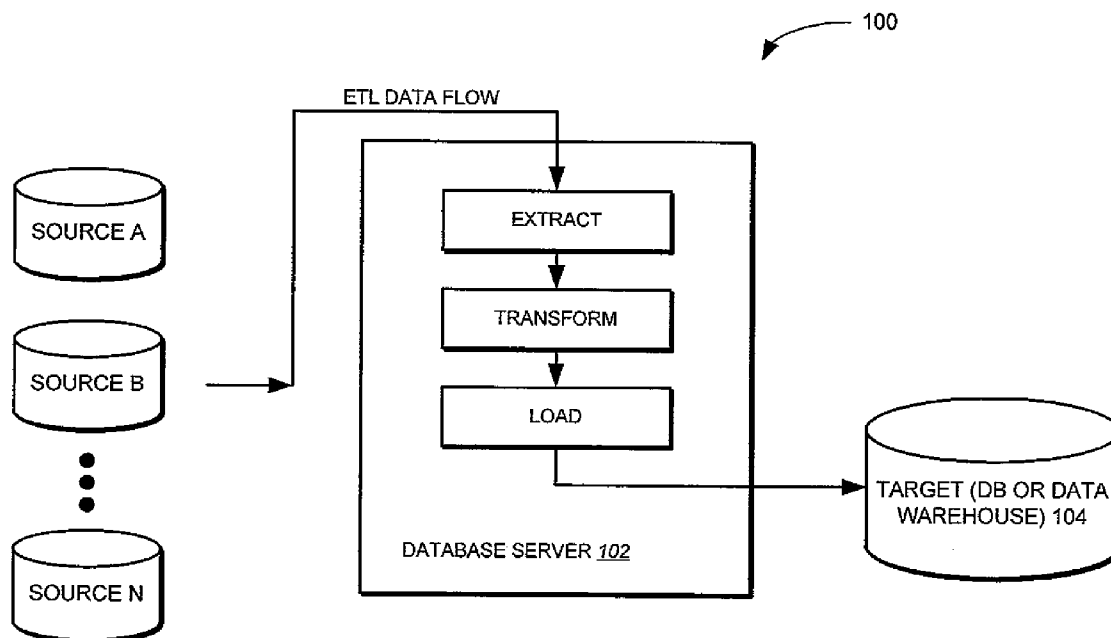 100
ETL DATA FLOW
SOURCE A
SOURCE B
SOURCE N
EXTRACT
TRANSFORM
LOAD
DATABASE SERVER 102
TARGET (DB OR DATA
WAREHOUSE) 104